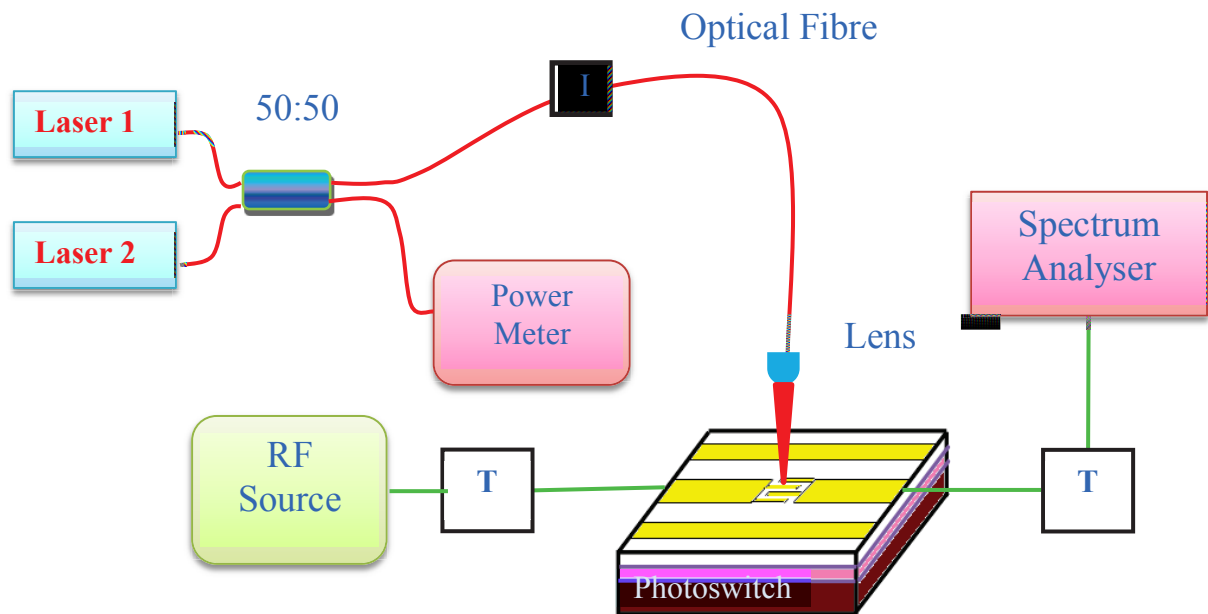 Optical Fibre
I
50:50
Laser 1
Laser 2
Power
Meter
Spectrum
Analyser
Lens
RF
Source
T
T
Photoswitch